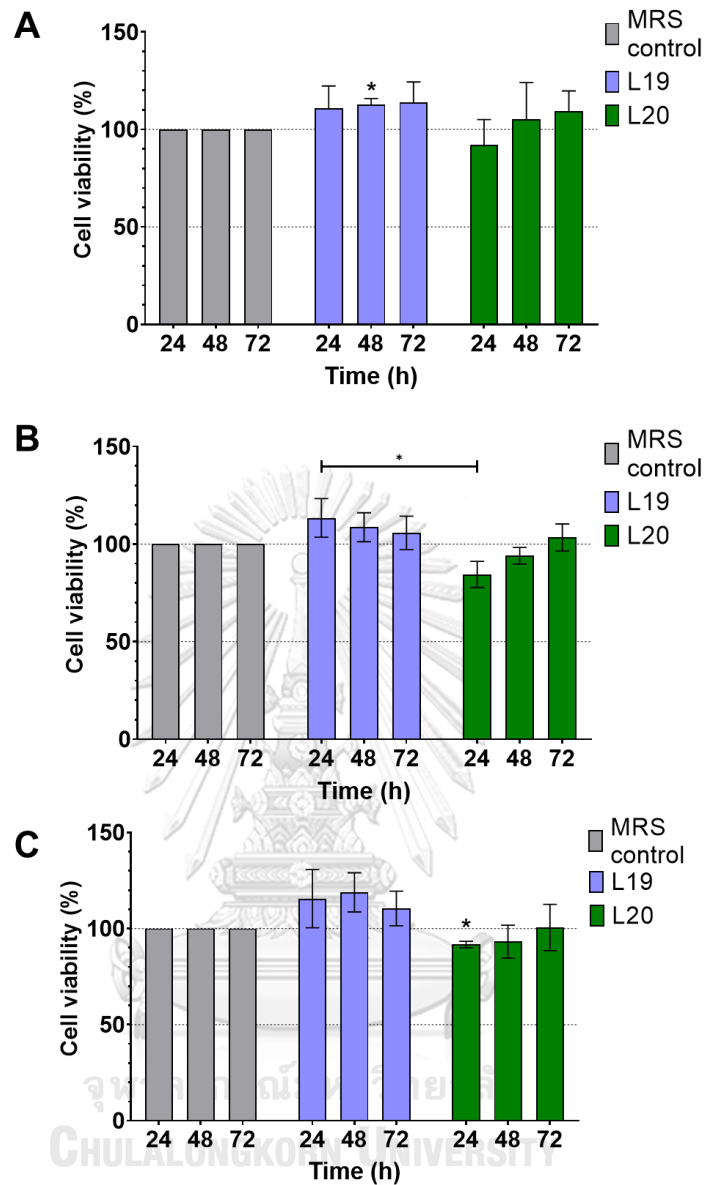 A
150
100
50
0
Cell viability (%)
*
24 48 72 24 48 72 24 48 72
Time (h)
MRS
control
L19
L20
B
150
100
50
0
Cell viability (%)
*
24 48 72 24 48 72 24 48 72
Time (h)
MRS
control
L19
L20
C
150
100
50
0
Cell viability (%)
*
24 48 72 24 48 72 24 48 72
Time (h)
MRS
control
L19
L20
CHULALONGKORN UNIVERSITY